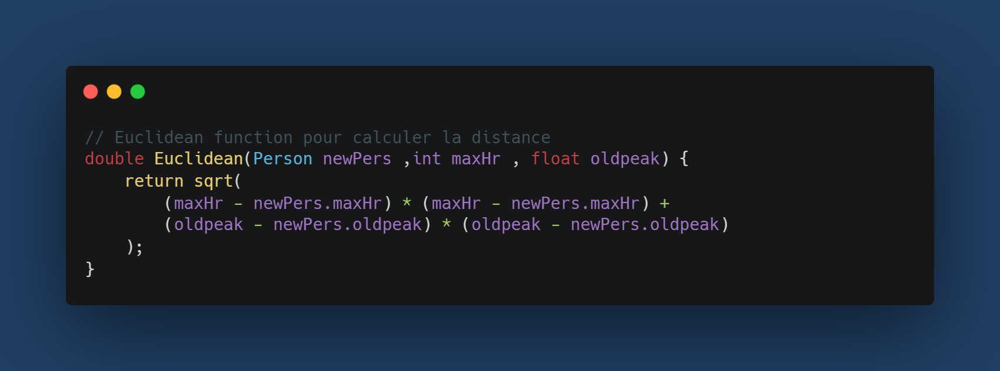 // Euclidean function pour calculer la distance
double Euclidean(Person newPers ,int maxHr , float oldpeak) {
    return sqrt(
        (maxHr - newPers.maxHr) * (maxHr - newPers.maxHr) +
        (oldpeak - newPers.oldpeak) * (oldpeak - newPers.oldpeak)
    );
}